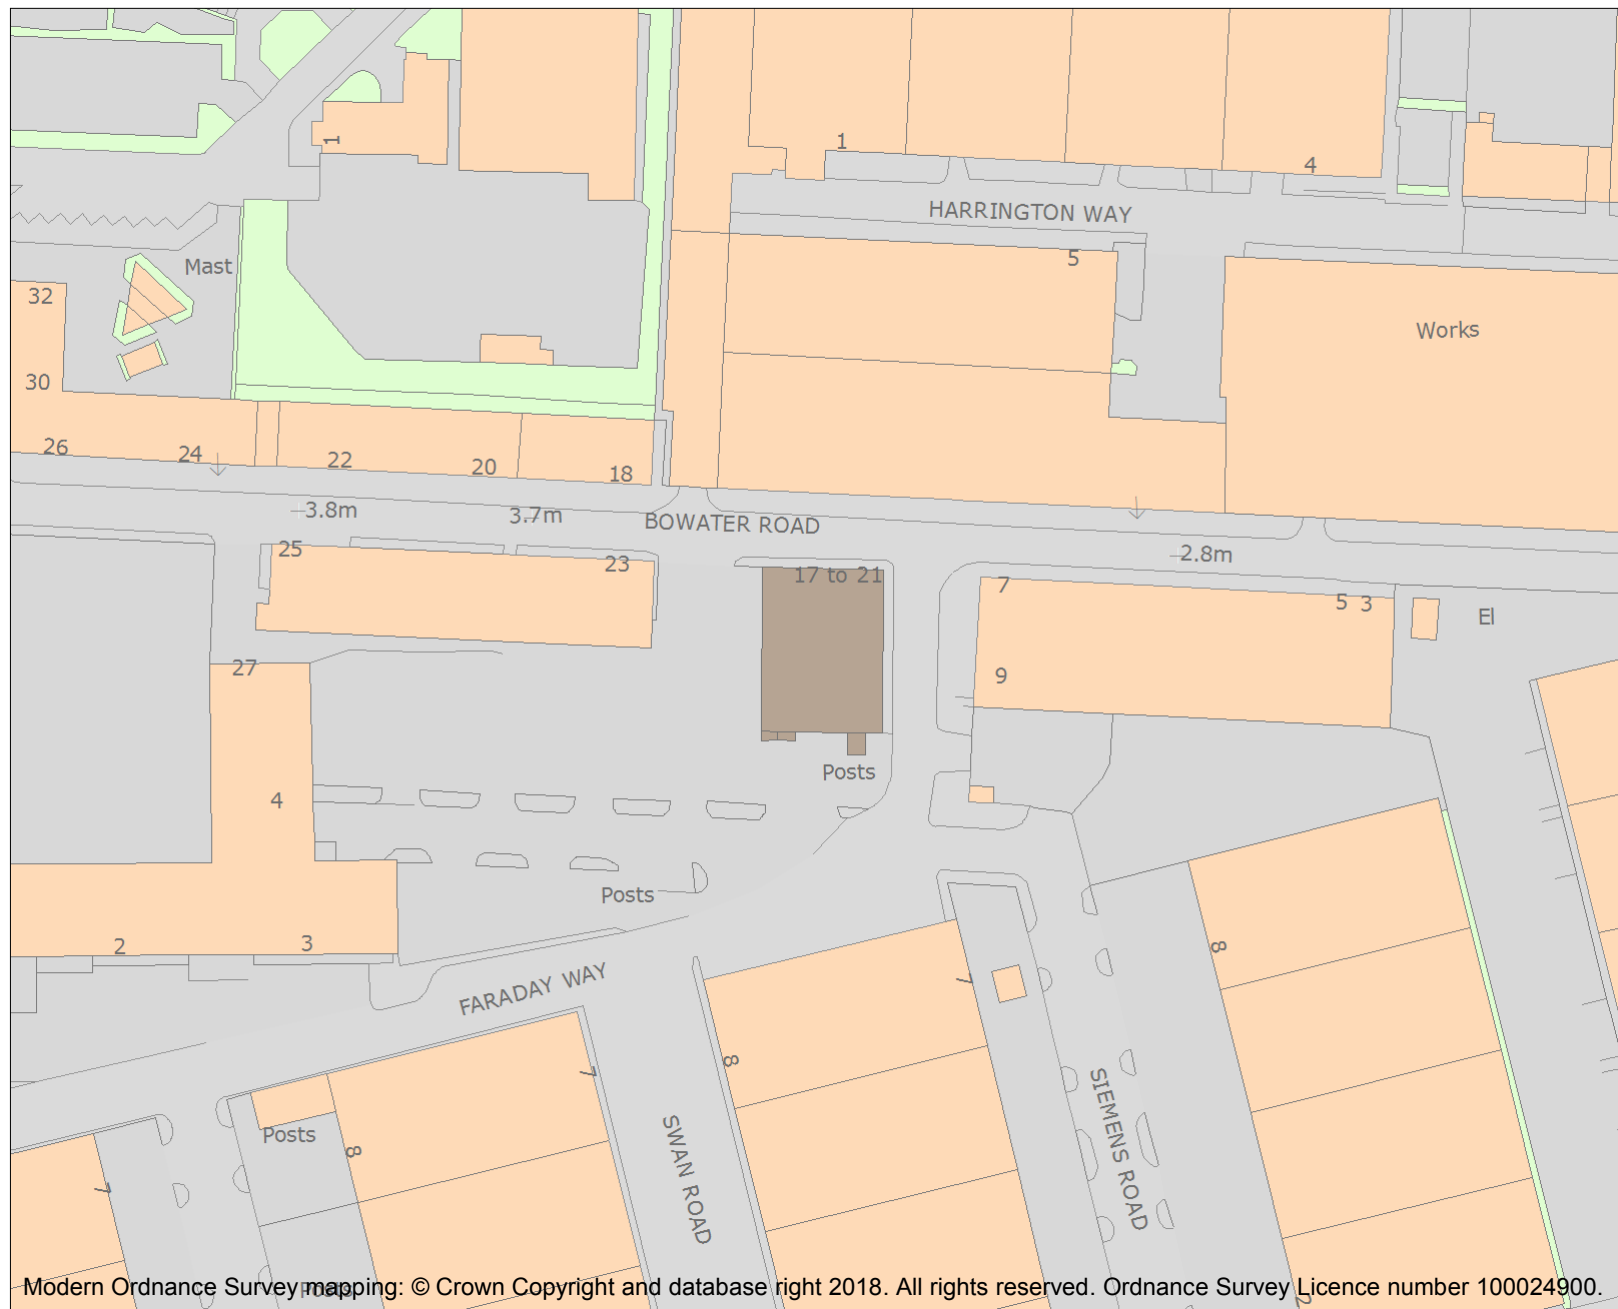 1
1
4
HARRINGTON WAY
5
Mast
32
Works
30
26
24
22
20
18
3.8m
3.7m
BOWATER ROAD
2.8m
25
23
17 to 21
7
5
3
El
27
9
4
Posts
Posts
2
3
8
7
FARADAY WAY
8
7
SIEMENS ROAD
SWAN ROAD
Posts
8
7
Posts
2
Modern Ordnance Survey mapping: © Crown Copyright and database right 2018. All rights reserved. Ordnance Survey Licence number 100024900.